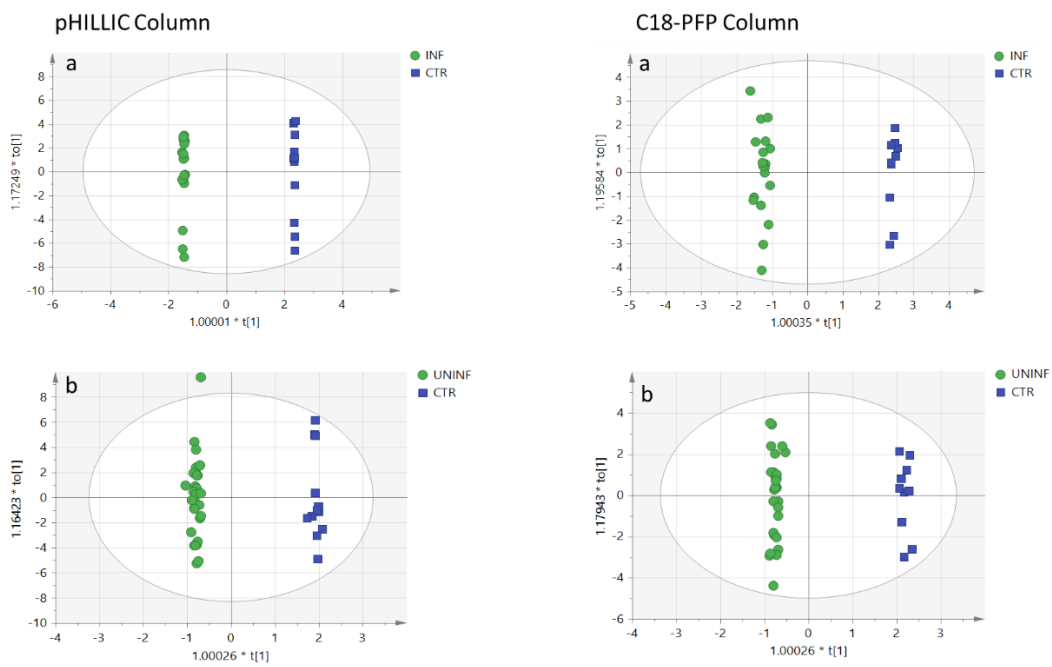 pHILLIC Column
a
INF
CTR
8
6
4
2
0
-2
-4
-6
-8
-10
1.17249 * to[1]
-6 -4 -2 0 2 4
1.00001 * t[1]
C18-PFP Column
a
INF
CTR
4
3
2
1
0
-1
-2
-3
-4
-5
1.19584 * to[1]
-5 -4 -3 -2 -1 0 1 2 3 4
1.00035 * t[1]
b
UNINF
CTR
10
8
6
4
2
0
-2
-4
-6
-8
-10
1.16423 * to[1]
-4 -3 -2 -1 0 1 2 3
1.00026 * t[1]
b
UNINF
CTR
4
2
0
-2
-4
-6
1.17943 * to[1]
-4 -3 -2 -1 0 1 2 3 4
1.00026 * t[1]